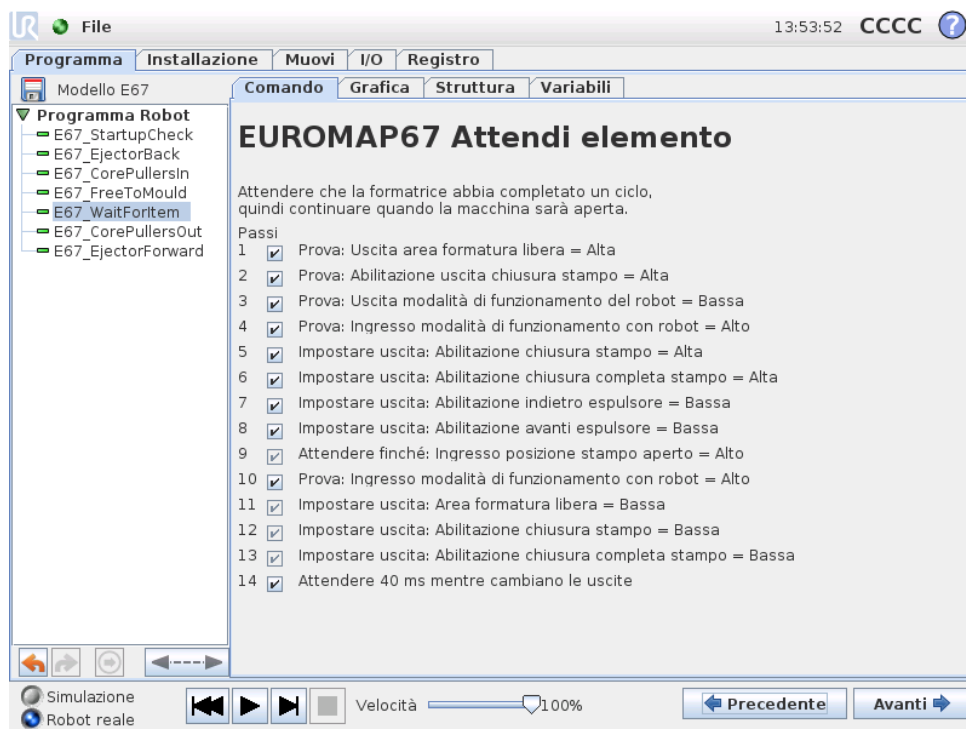 UR File 13:53:52 CCCC ?
Programma Installazione Muovi I/O Registro
Modello E67
Comando Grafica Struttura Variabili
Programma Robot
E67_StartupCheck
E67_EjectorBack
E67_CorePullersIn
E67_FreeToMould
E67_WaitForItem
E67_CorePullersOut
E67_EjectorForward
EUROMAP67 Attendi elemento
Attendere che la formatrice abbia completato un ciclo,
quindi continuare quando la macchina sarà aperta.
Passi
1 Prova: Uscita area formatura libera = Alta
2 Prova: Abilitazione uscita chiusura stampo = Alta
3 Prova: Uscita modalità di funzionamento del robot = Bassa
4 Prova: Ingresso modalità di funzionamento con robot = Alto
5 Impostare uscita: Abilitazione chiusura stampo = Alta
6 Impostare uscita: Abilitazione chiusura completa stampo = Alta
7 Impostare uscita: Abilitazione indietro espulsore = Bassa
8 Impostare uscita: Abilitazione avanti espulsore = Bassa
9 Attendere finché: Ingresso posizione stampo aperto = Alto
10 Prova: Ingresso modalità di funzionamento con robot = Alto
11 Impostare uscita: Area formatura libera = Bassa
12 Impostare uscita: Abilitazione chiusura stampo = Bassa
13 Impostare uscita: Abilitazione chiusura completa stampo = Bassa
14 Attendere 40 ms mentre cambiano le uscite
Simulazione
Robot reale
Velocità 100%
Precedente Avanti